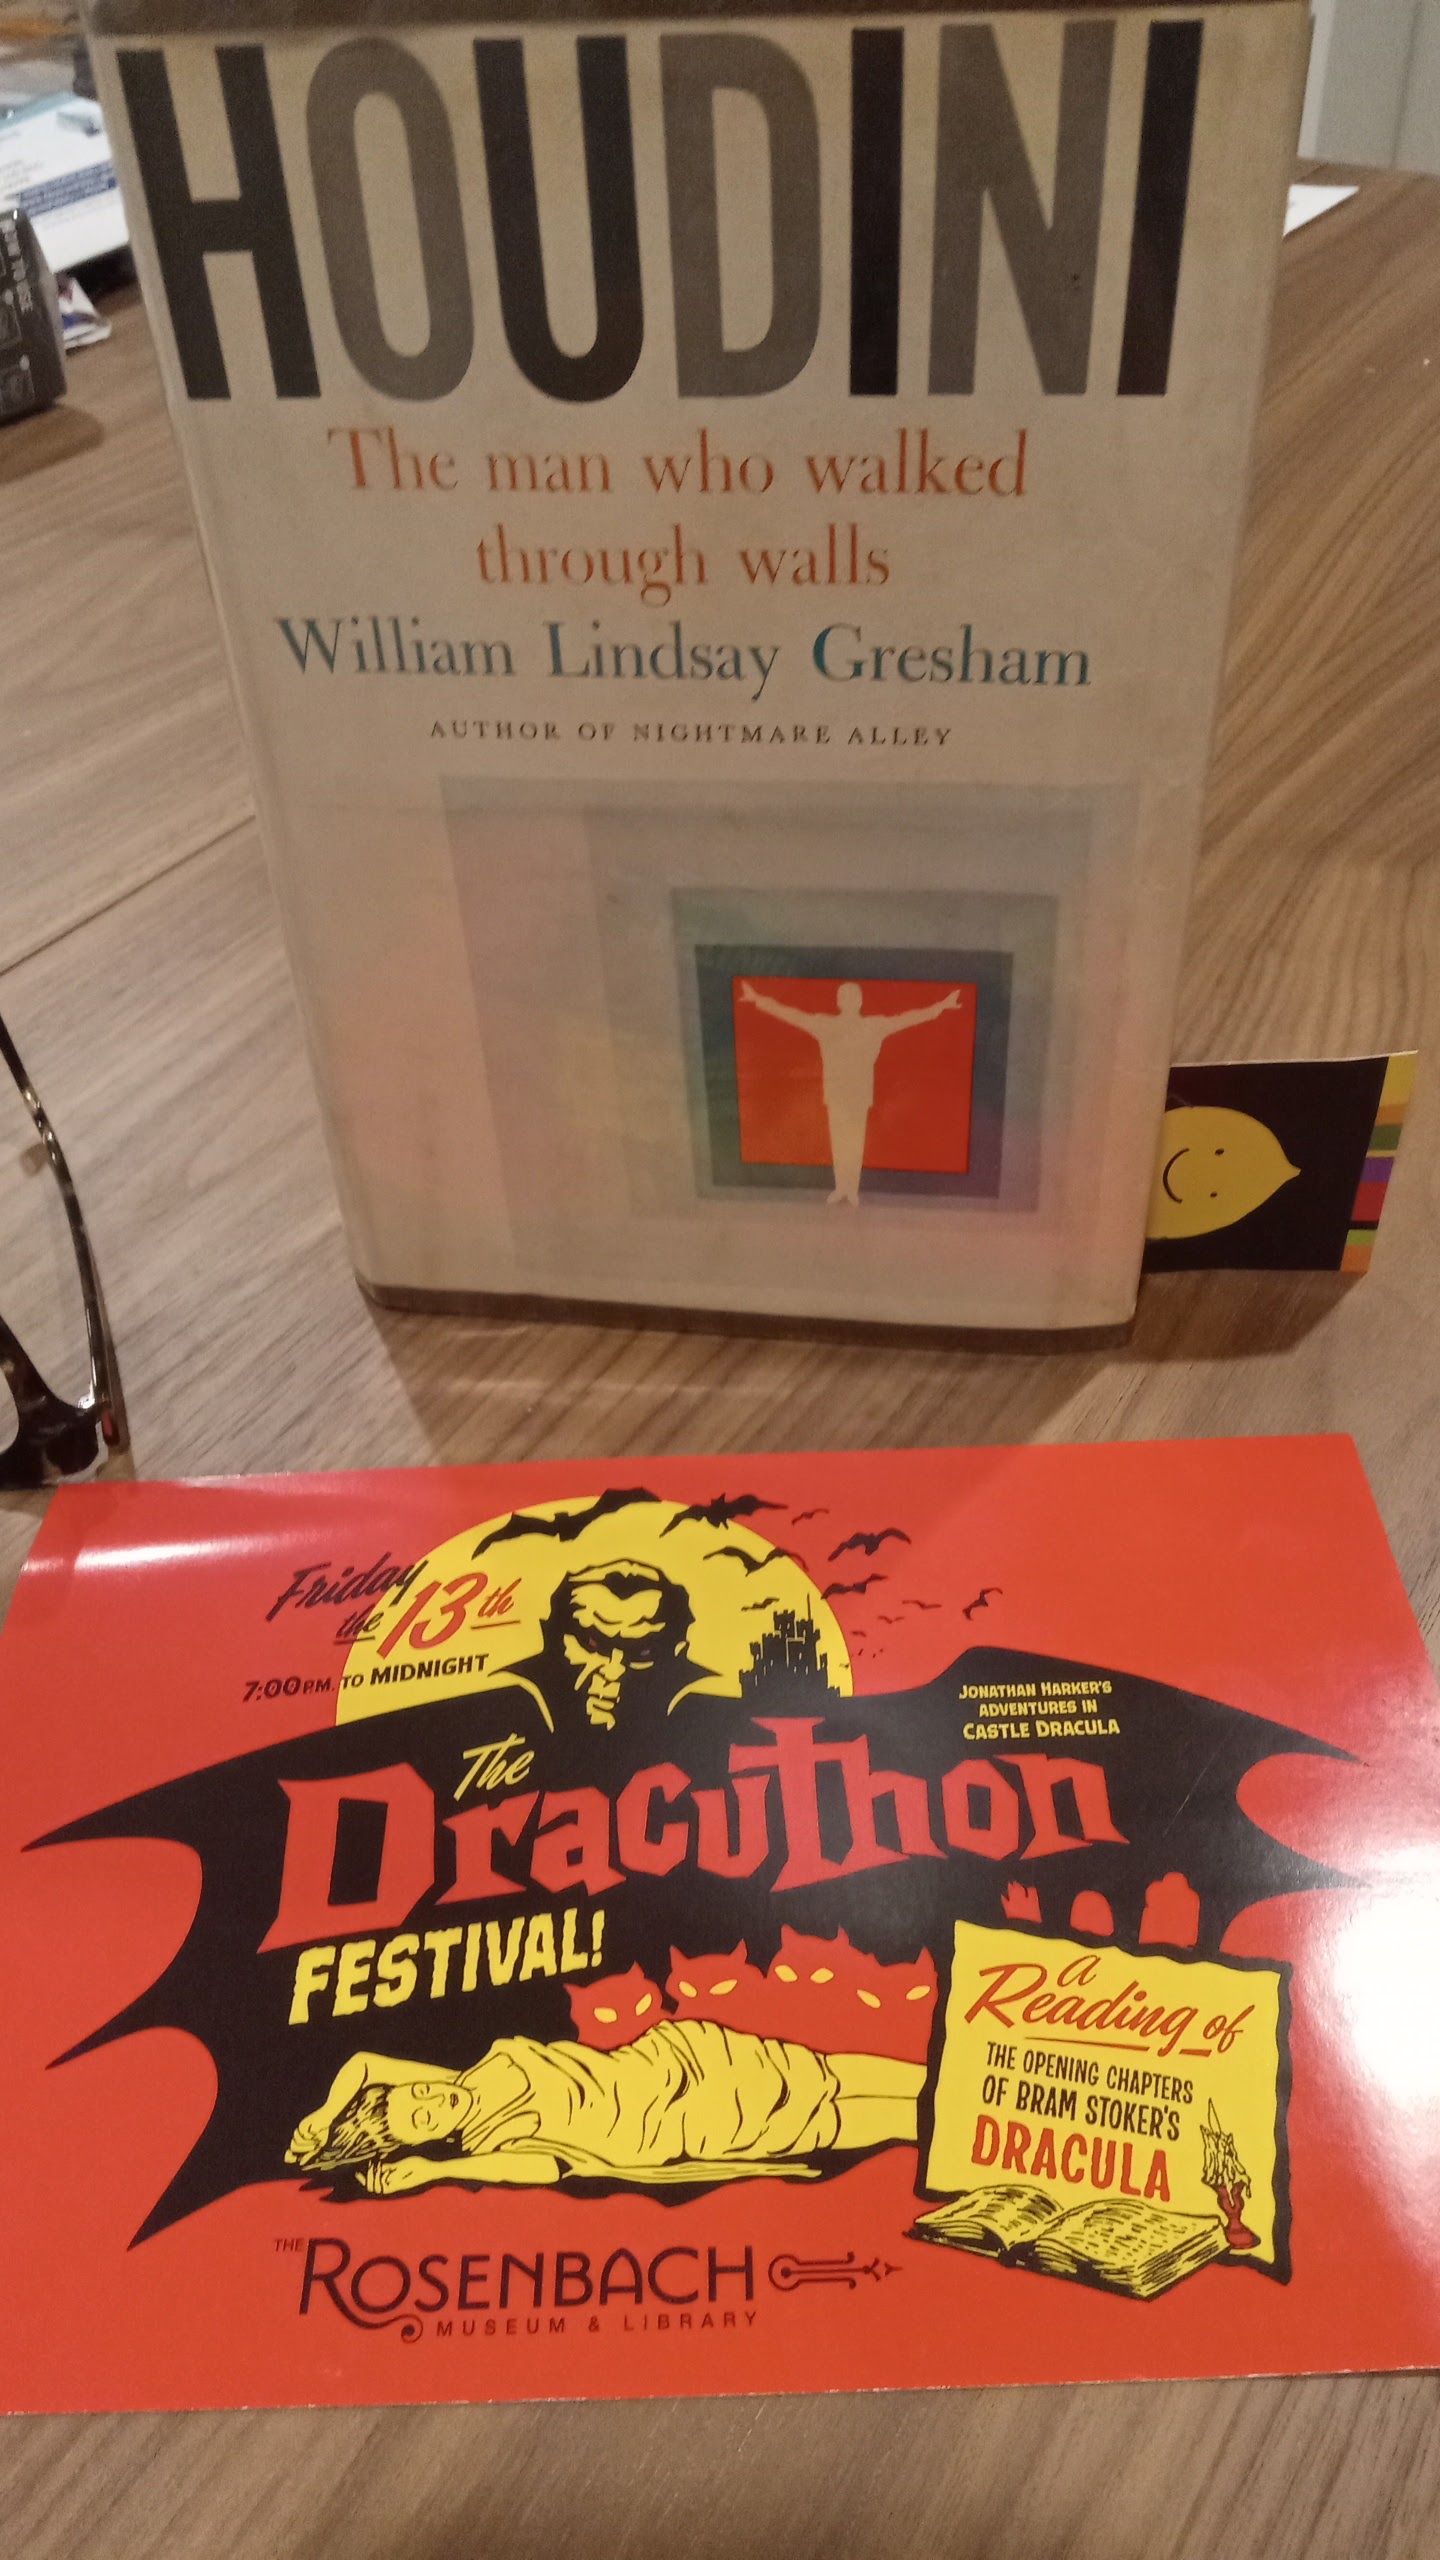 HOUDINI
The man who walked
through walls
William Lindsay Gresham
AUTHOR OF NIGHTMARE ALLEY
Friday
the 13th
7:00 P.M. TO MIDNIGHT
JONATHAN HARKER'S
ADVENTURES IN
CASTLE DRACULA
The
Dracuthon
FESTIVAL!
a
Reading of
THE OPENING CHAPTERS
OF BRAM STOKER'S
DRACULA
THE
ROSENBACH
MUSEUM & LIBRARY